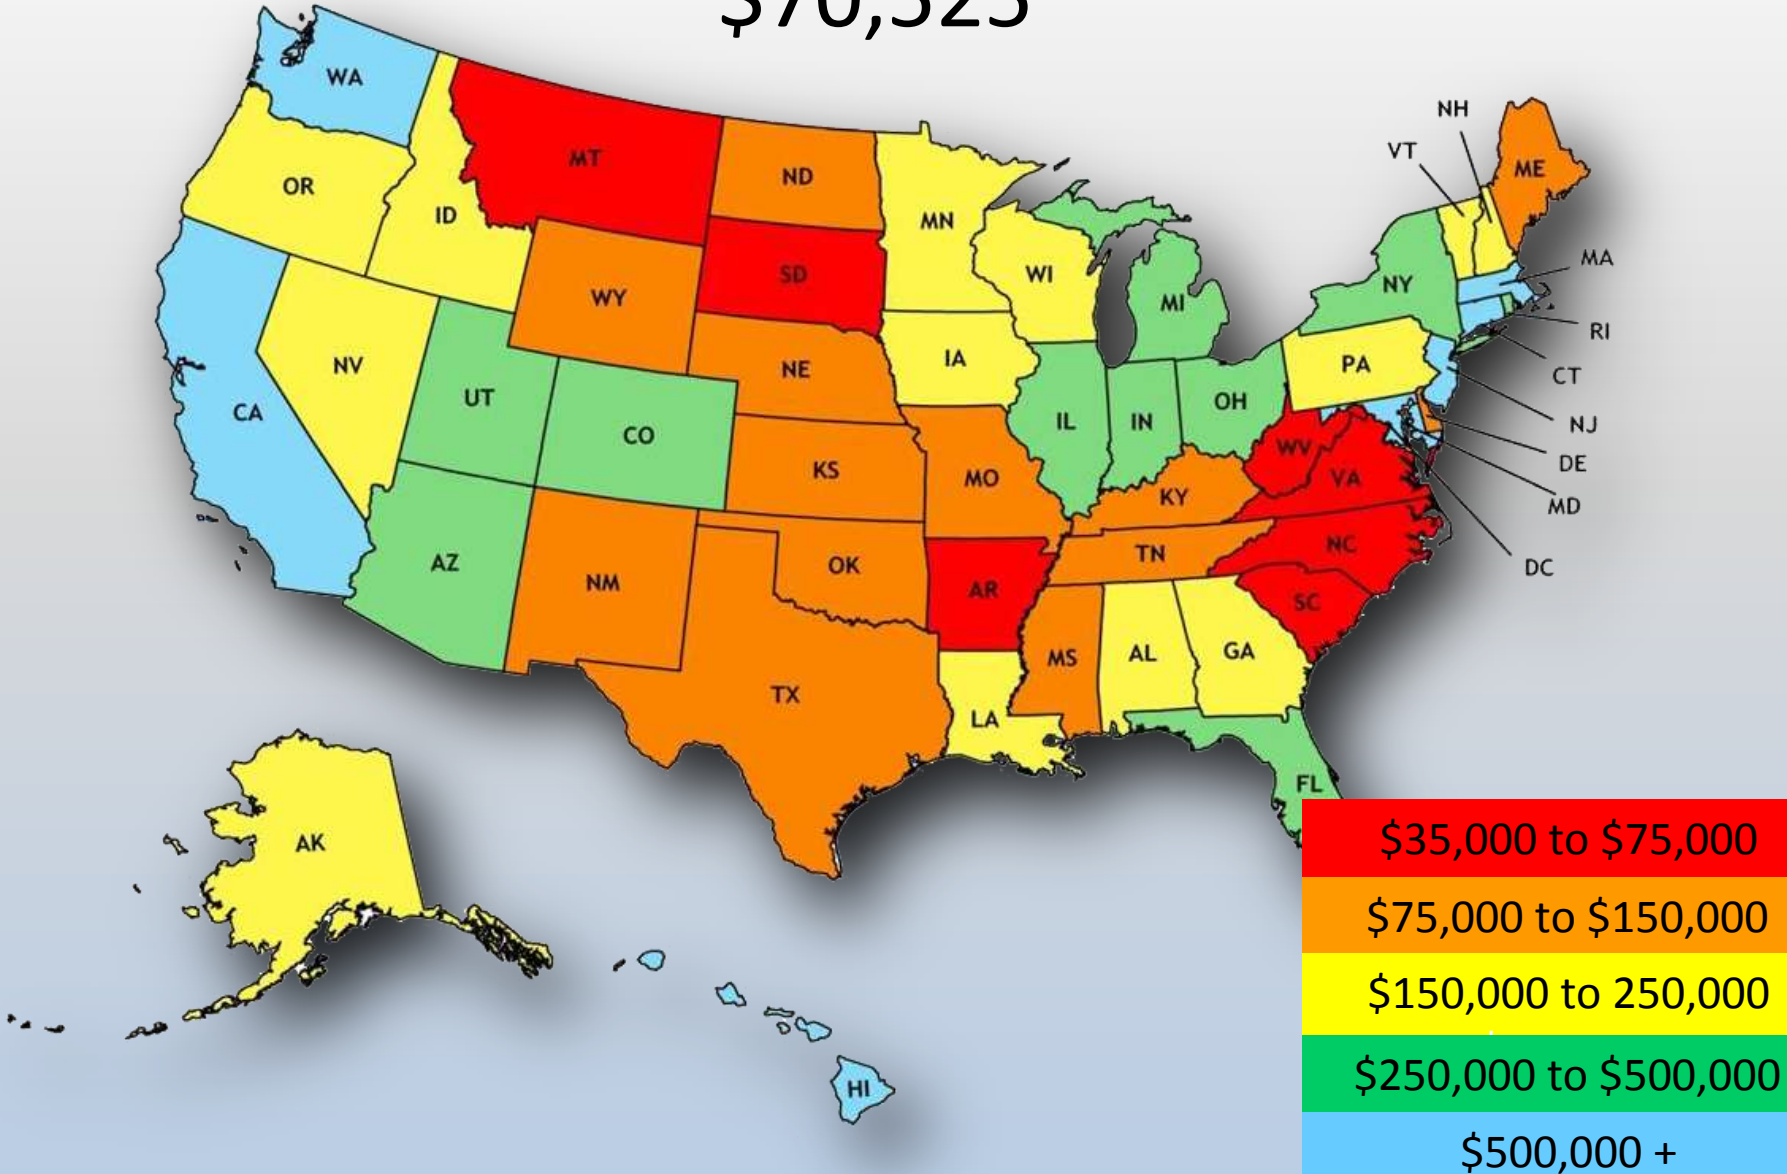 $70,525
WA
MT
ND
OR
ID
MN
SD
WI
WY
MI
NH
VT
ME
NY
MA
RI
CT
NJ
DE
MD
DC
PA
NV
UT
CO
NE
IA
IL
IN
OH
CA
KS
MO
KY
WV
VA
AZ
NM
OK
AR
TN
NC
SC
TX
LA
MS
AL
GA
FL
AK
HI
$35,000 to $75,000
$75,000 to $150,000
$150,000 to 250,000
$250,000 to $500,000
$500,000 +